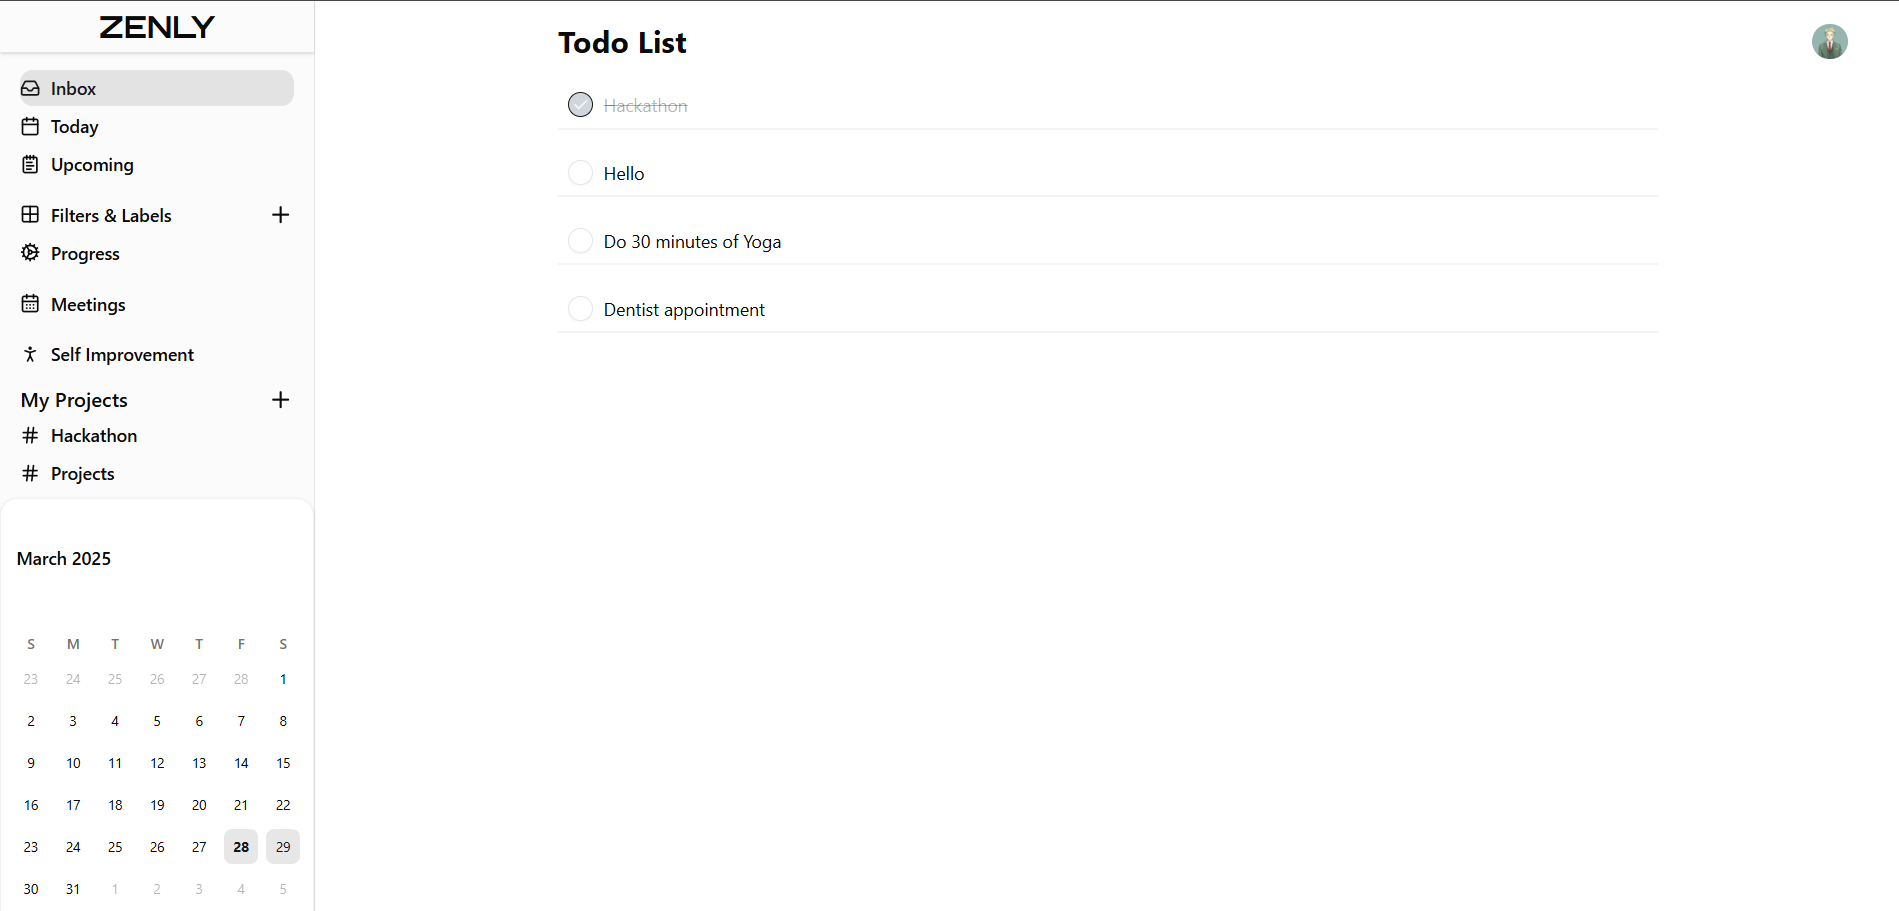 ZENLY
Inbox
Today
Upcoming
Filters & Labels
Progress
Meetings
Self Improvement
My Projects
Hackathon
Projects
March 2025
S M T W T F S
23 24 25 26 27 28 1
2 3 4 5 6 7 8
9 10 11 12 13 14 15
16 17 18 19 20 21 22
23 24 25 26 27 28 29
30 31 1 2 3 4 5
Todo List
Hackathon
Hello
Do 30 minutes of Yoga
Dentist appointment